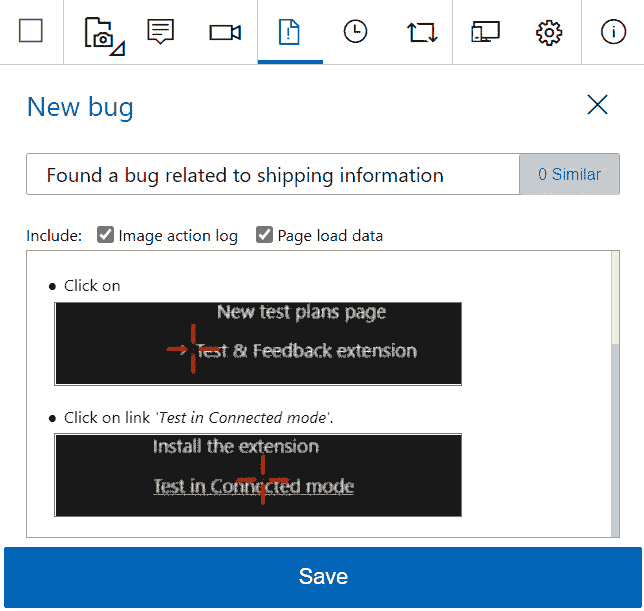 New bug
Found a bug related to shipping information
0 Similar
Include: Image action log Page load data
• Click on
New test plans page
Test & Feedback extension
• Click on link 'Test in Connected mode'.
Install the extension
Test in Connected mode
Save